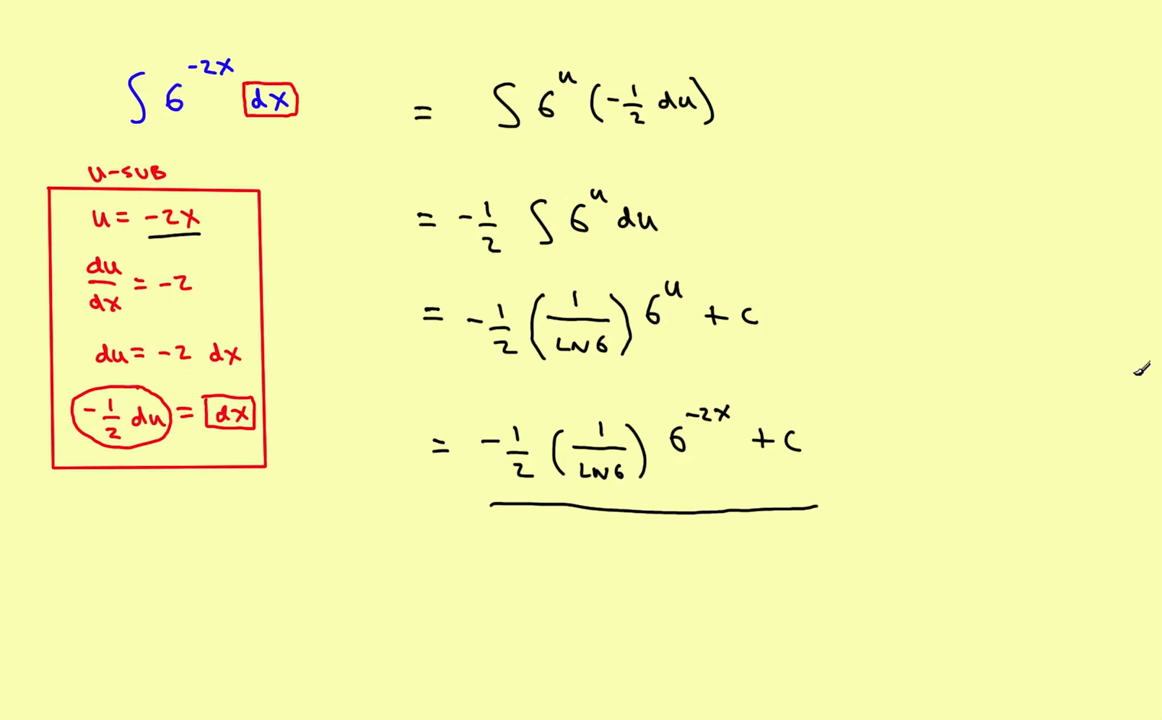 ∫ 6^{-2x} dx
u-sub
u = -2x
du/dx = -2
du = -2 dx
-1/2 du = dx
= ∫ 6^u (-1/2 du)
= -1/2 ∫ 6^u du
= -1/2 (1/LN6) 6^u + c
= -1/2 (1/LN6) 6^{-2x} + c